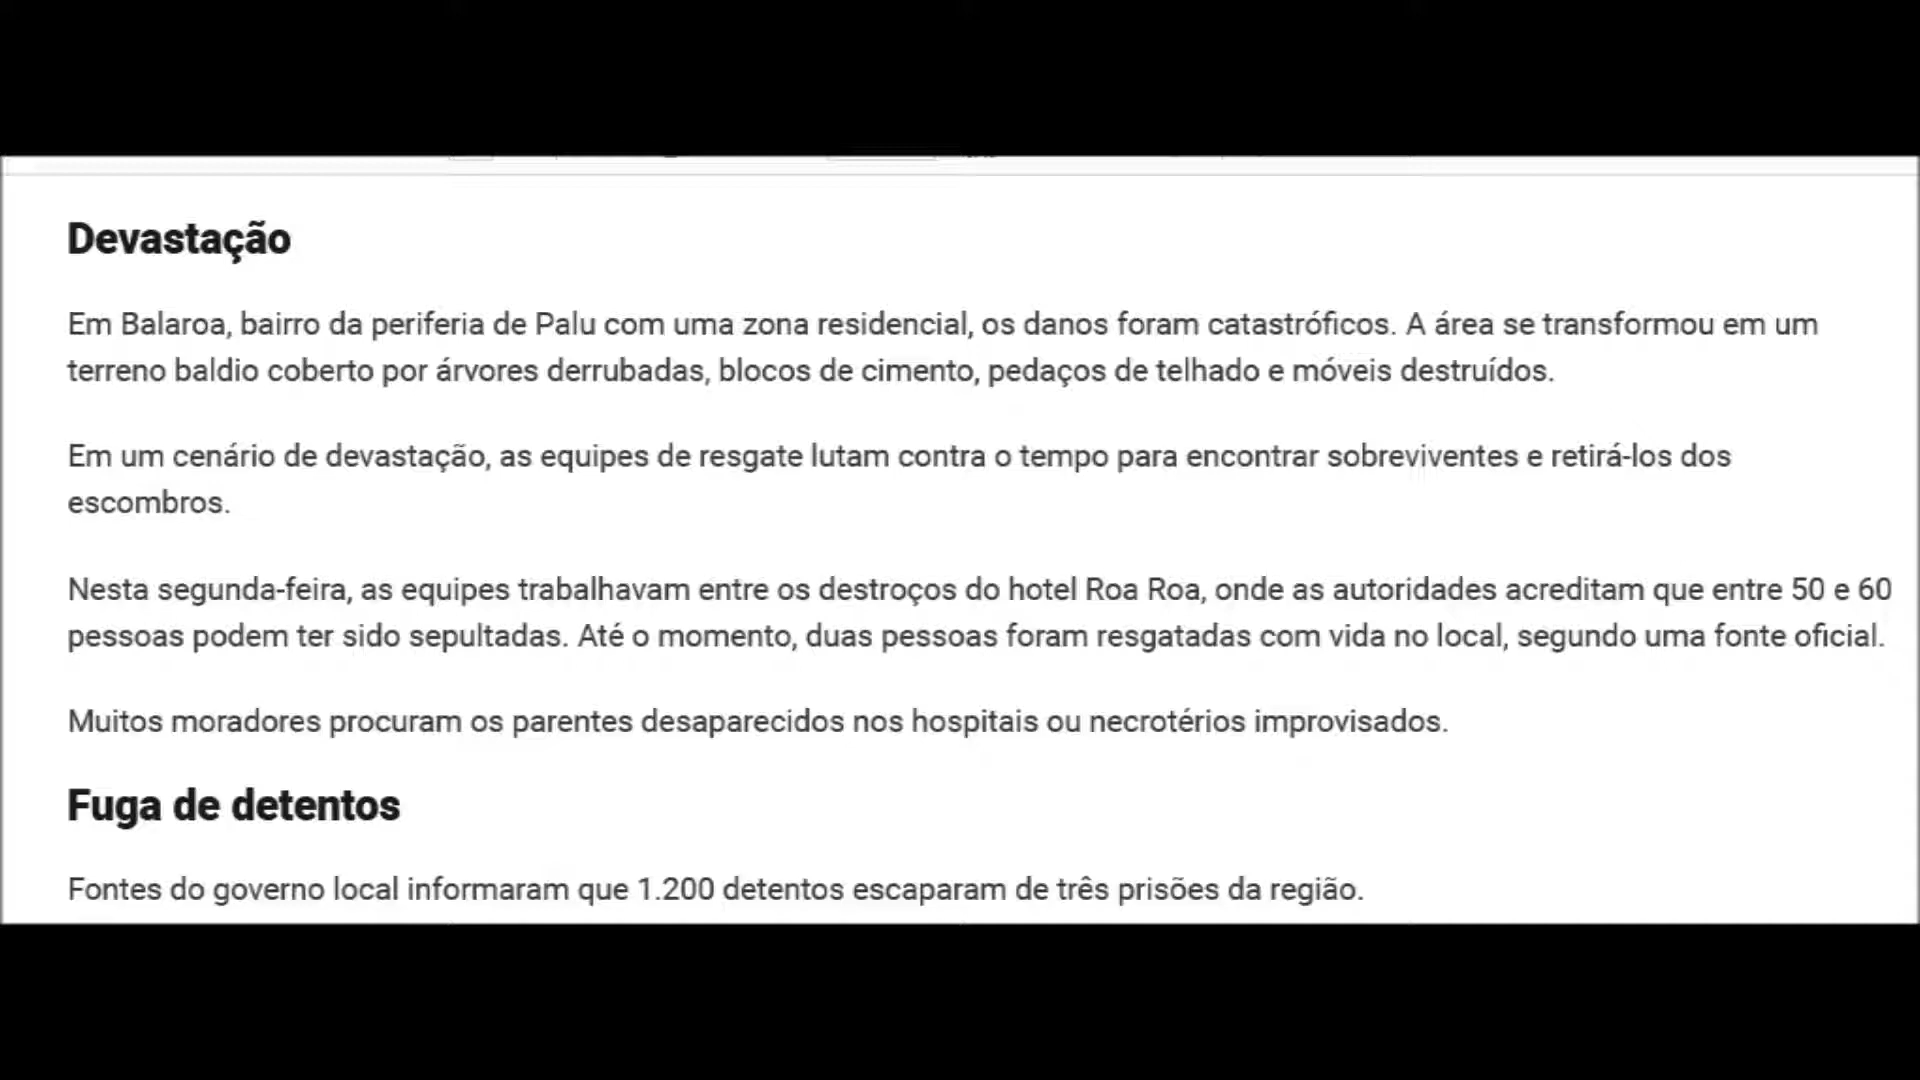 Devastação
Em Balaroa, bairro da periferia de Palu com uma zona residencial, os danos foram catastróficos. A área se transformou em um
terreno baldio coberto por árvores derrubadas, blocos de cimento, pedaços de telhado e móveis destruídos.
Em um cenário de devastação, as equipes de resgate lutam contra o tempo para encontrar sobreviventes e retirá-los dos
escombros.
Nesta segunda-feira, as equipes trabalhavam entre os destroços do hotel Roa Roa, onde as autoridades acreditam que entre 50 e 60
pessoas podem ter sido sepultadas. Até o momento, duas pessoas foram resgatadas com vida no local, segundo uma fonte oficial.
Muitos moradores procuram os parentes desaparecidos nos hospitais ou necrotérios improvisados.
Fuga de detentos
Fontes do governo local informaram que 1.200 detentos escaparam de três prisões da região.